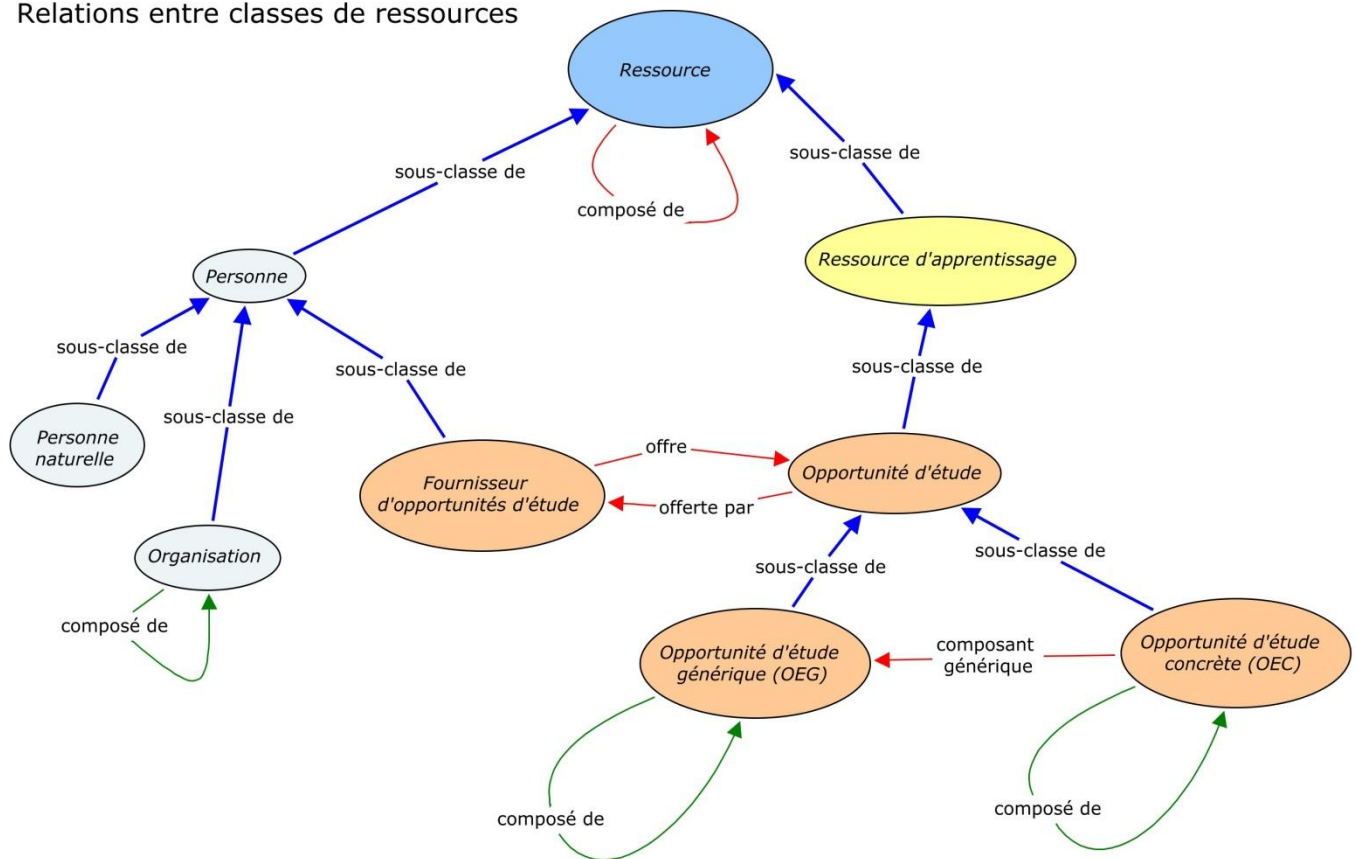 Relations entre classes de ressources
Ressource
sous-classe de
sous-classe de
composé de
Personne
Ressource d'apprentissage
sous-classe de
sous-classe de
sous-classe de
sous-classe de
Personne
naturelle
Fournisseur
d'opportunités d'étude
offre
offerte par
Opportunité d'étude
Organisation
composé de
sous-classe de
sous-classe de
Opportunité d'étude
générique (OEG)
composant
générique
Opportunité d'étude
concrète (OEC)
composé de
composé de